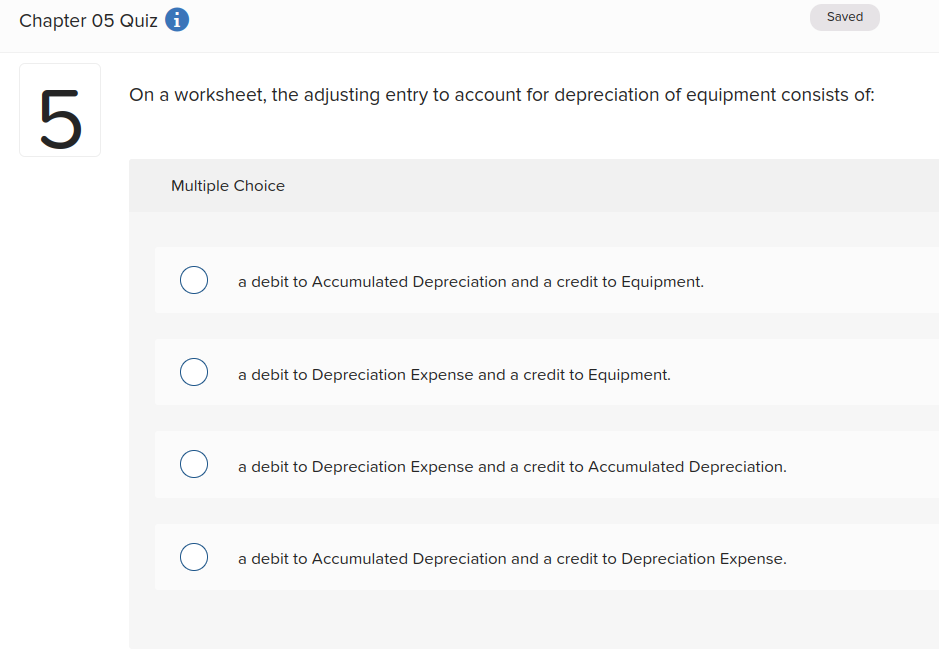 Chapter 05 Quiz i
Saved
5
On a worksheet, the adjusting entry to account for depreciation of equipment consists of:
Multiple Choice
a debit to Accumulated Depreciation and a credit to Equipment.
a debit to Depreciation Expense and a credit to Equipment.
a debit to Depreciation Expense and a credit to Accumulated Depreciation.
a debit to Accumulated Depreciation and a credit to Depreciation Expense.